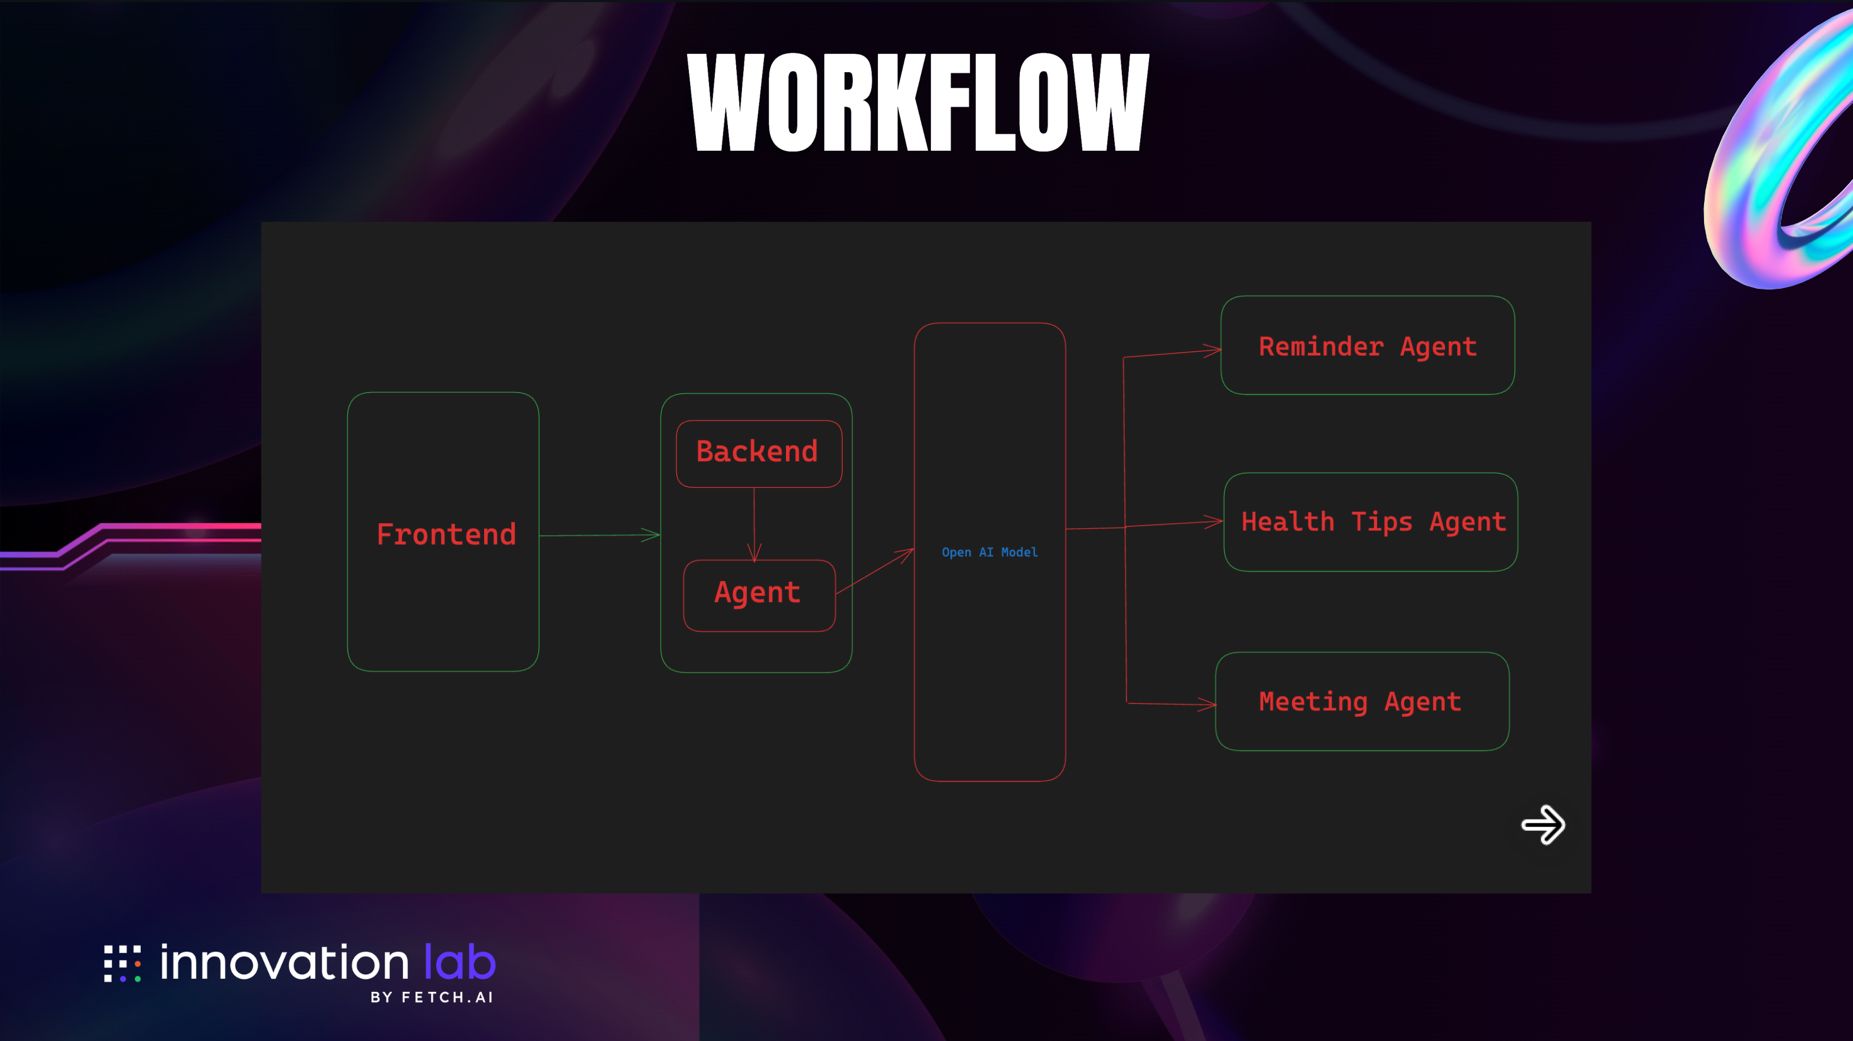 WORKFLOW
Frontend
Backend
Agent
Open AI Model
Reminder Agent
Health Tips Agent
Meeting Agent
innovation lab
BY FETCH.AI